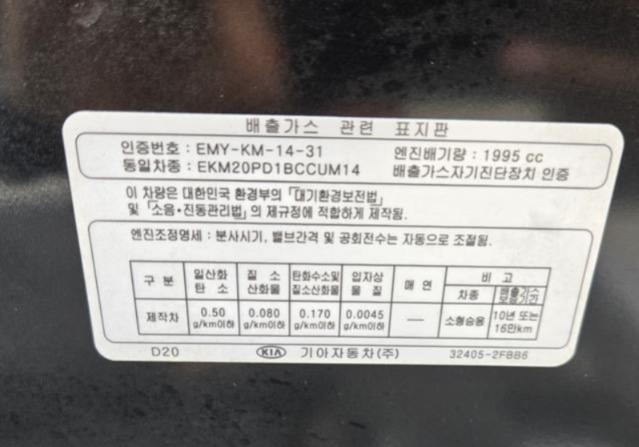 배출가스 관련 표지판
인증번호 : EMY-KM-14-31 엔진배기량 : 1995 cc
동일차종 : EKM20PD1BCCUM14 배출가스자기진단장치 인증
이 차량은 대한민국 환경부의 「대기환경보전법」
및 「소음·진동관리법」의 제규정에 적합하게 제작됨.
엔진조정명세 : 분사시기, 밸브간격 및 공회전수는 자동으로 조절됨.
구 분 일산화탄 소 질 소산화물 탄화수소및질소산화물 입자상물 질 매 연 비 고
차종 배출가스보증기간
제작차 0.50 g/km이하 0.080 g/km이하 0.170 g/km이하 0.0045 g/km이하 — 소형승용 10년 또는 16만km
D20 KIA 기아자동차(주) 32405-2FBB6